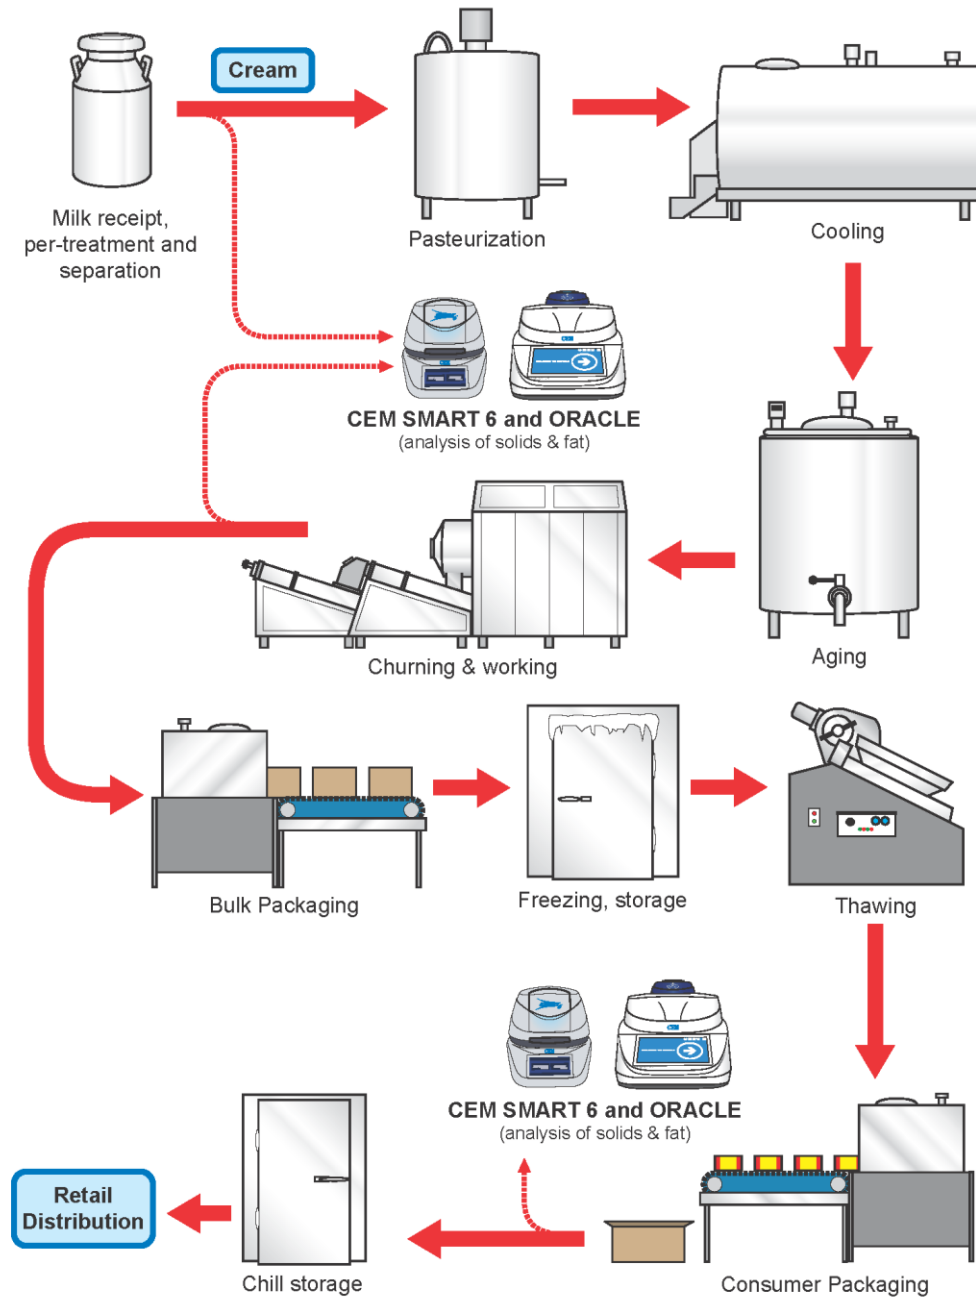 Cream
Milk receipt,
per-treatment and
separation
Pasteurization
Cooling
CEM SMART 6 and ORACLE
(analysis of solids & fat)
Churning & working
Aging
Bulk Packaging
Freezing, storage
Thawing
CEM SMART 6 and ORACLE
(analysis of solids & fat)
Retail
Distribution
Chill storage
Consumer Packaging